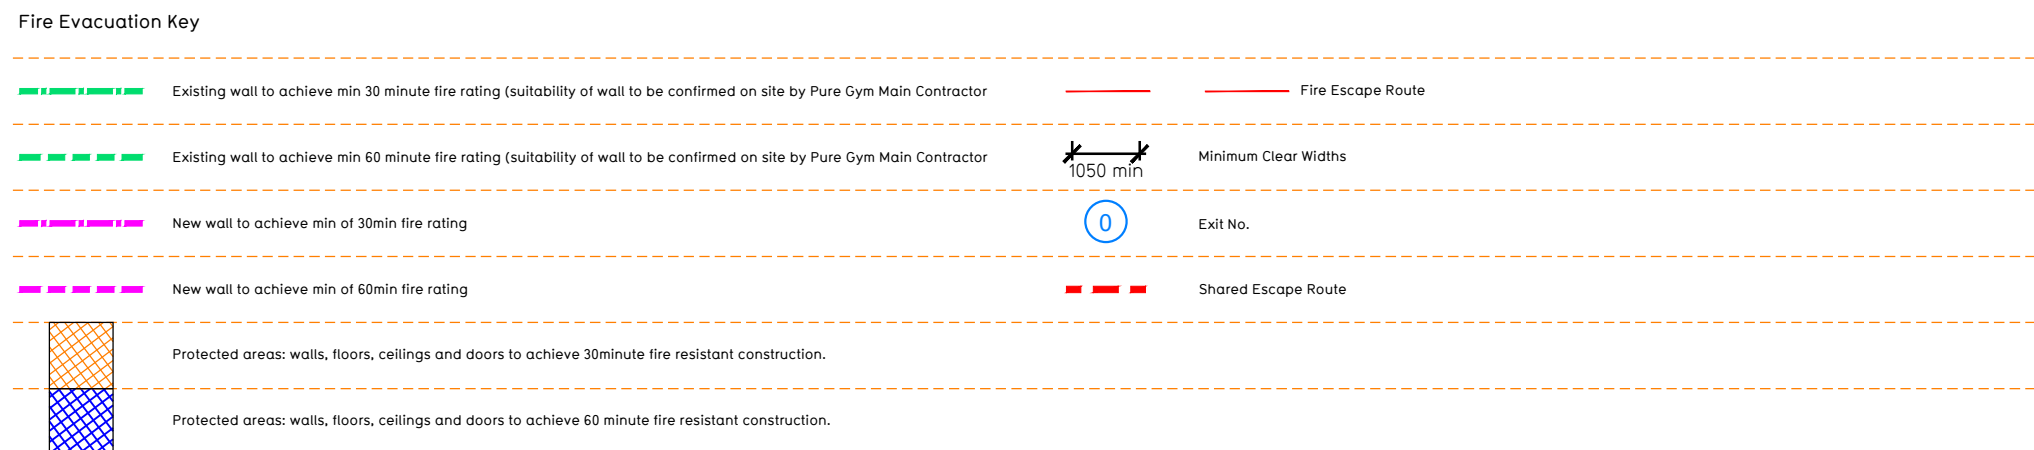 Fire Evacuation Key
Existing wall to achieve min 30 minute fire rating (suitability of wall to be confirmed on site by Pure Gym Main Contractor
Fire Escape Route
Existing wall to achieve min 60 minute fire rating (suitability of wall to be confirmed on site by Pure Gym Main Contractor
1050 min
Minimum Clear Widths
New wall to achieve min of 30min fire rating
0
Exit No.
New wall to achieve min of 60min fire rating
Shared Escape Route
Protected areas: walls, floors, ceilings and doors to achieve 30minute fire resistant construction.
Protected areas: walls, floors, ceilings and doors to achieve 60 minute fire resistant construction.